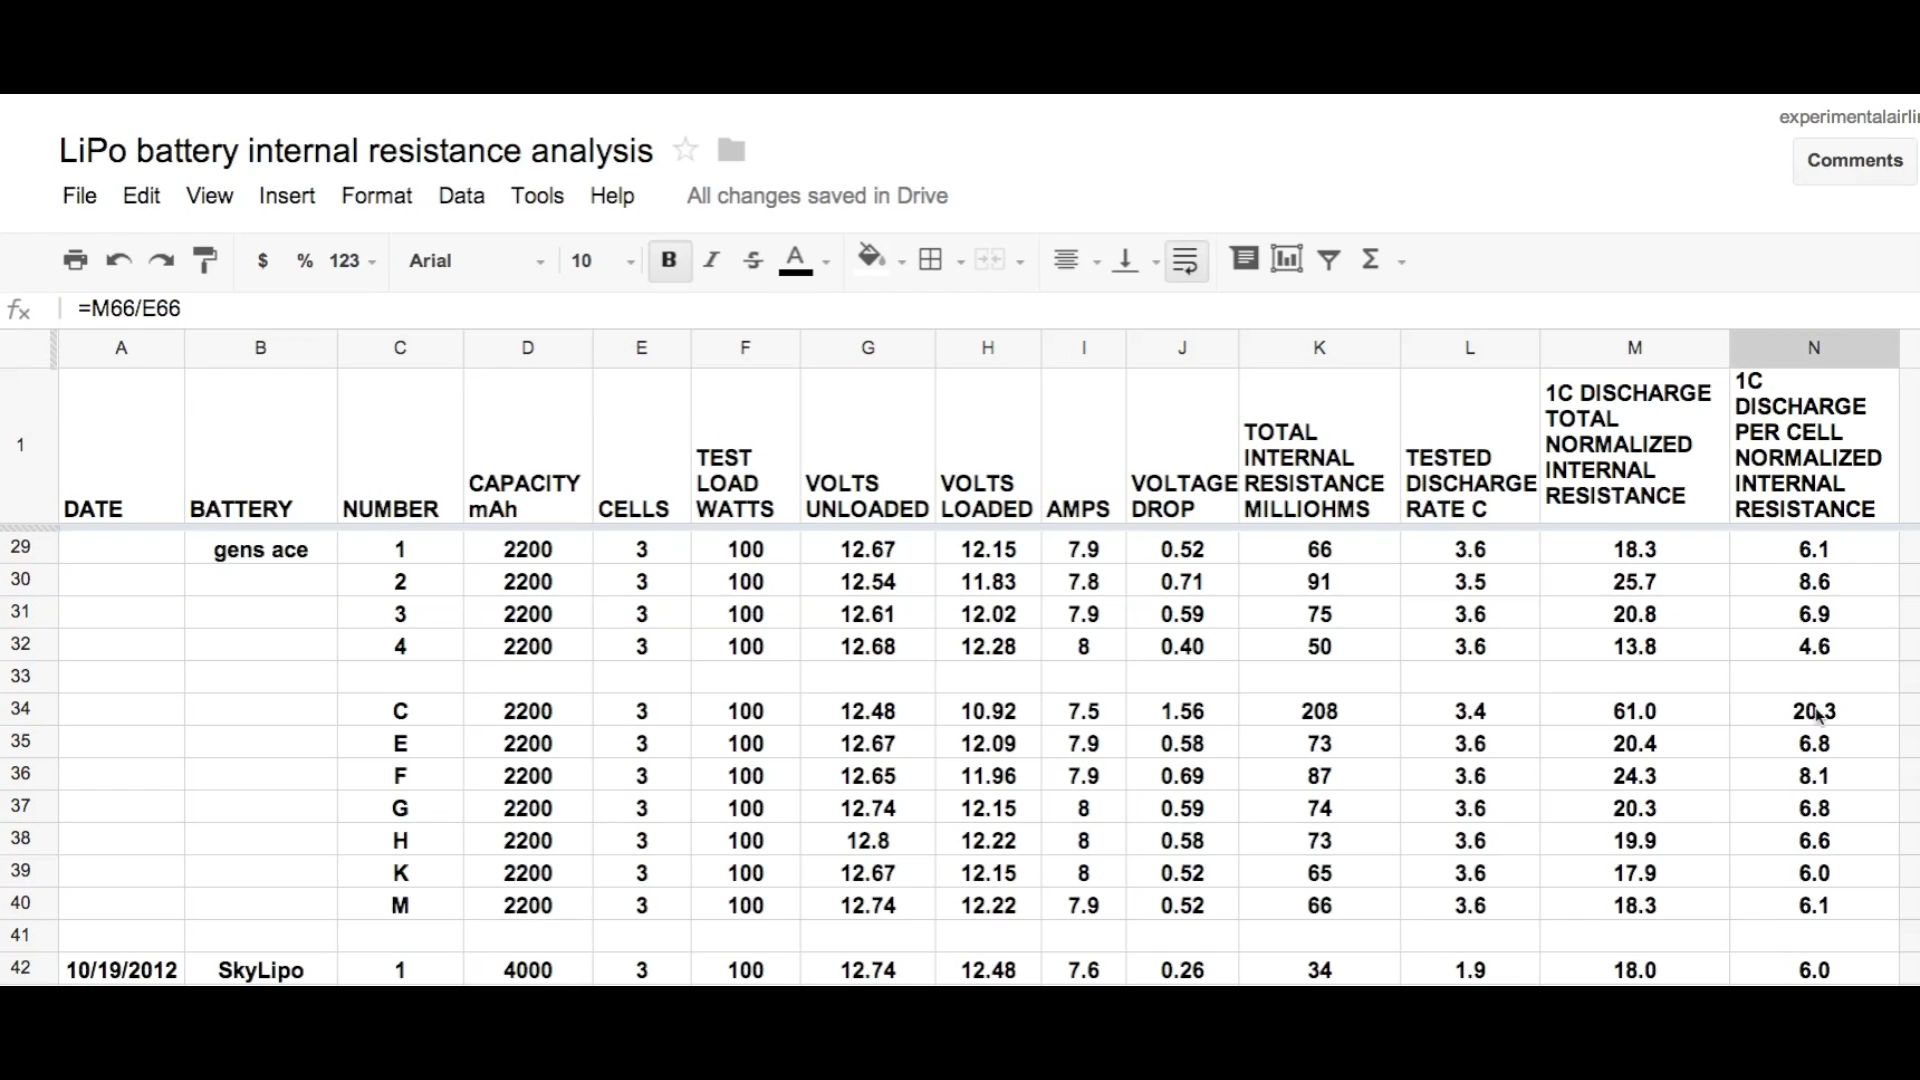 experimentalairli
LiPo battery internal resistance analysis
Comments
File Edit View Insert Format Data Tools Help All changes saved in Drive
$ % 123 Arial 10 B I S A Σ
fx =M66/E66
A B C D E F G H I J K L M N
1 DATE BATTERY NUMBER CAPACITY mAh CELLS TEST LOAD WATTS VOLTS UNLOADED VOLTS LOADED AMPS VOLTAGE DROP TOTAL INTERNAL RESISTANCE MILLIOHMS TESTED DISCHARGE RATE C 1C DISCHARGE TOTAL NORMALIZED INTERNAL RESISTANCE 1C DISCHARGE PER CELL NORMALIZED INTERNAL RESISTANCE
29 gens ace 1 2200 3 100 12.67 12.15 7.9 0.52 66 3.6 18.3 6.1
30 2 2200 3 100 12.54 11.83 7.8 0.71 91 3.5 25.7 8.6
31 3 2200 3 100 12.61 12.02 7.9 0.59 75 3.6 20.8 6.9
32 4 2200 3 100 12.68 12.28 8 0.40 50 3.6 13.8 4.6
33
34 C 2200 3 100 12.48 10.92 7.5 1.56 208 3.4 61.0 20.3
35 E 2200 3 100 12.67 12.09 7.9 0.58 73 3.6 20.4 6.8
36 F 2200 3 100 12.65 11.96 7.9 0.69 87 3.6 24.3 8.1
37 G 2200 3 100 12.74 12.15 8 0.59 74 3.6 20.3 6.8
38 H 2200 3 100 12.8 12.22 8 0.58 73 3.6 19.9 6.6
39 K 2200 3 100 12.67 12.15 8 0.52 65 3.6 17.9 6.0
40 M 2200 3 100 12.74 12.22 7.9 0.52 66 3.6 18.3 6.1
41
42 10/19/2012 SkyLipo 1 4000 3 100 12.74 12.48 7.6 0.26 34 1.9 18.0 6.0